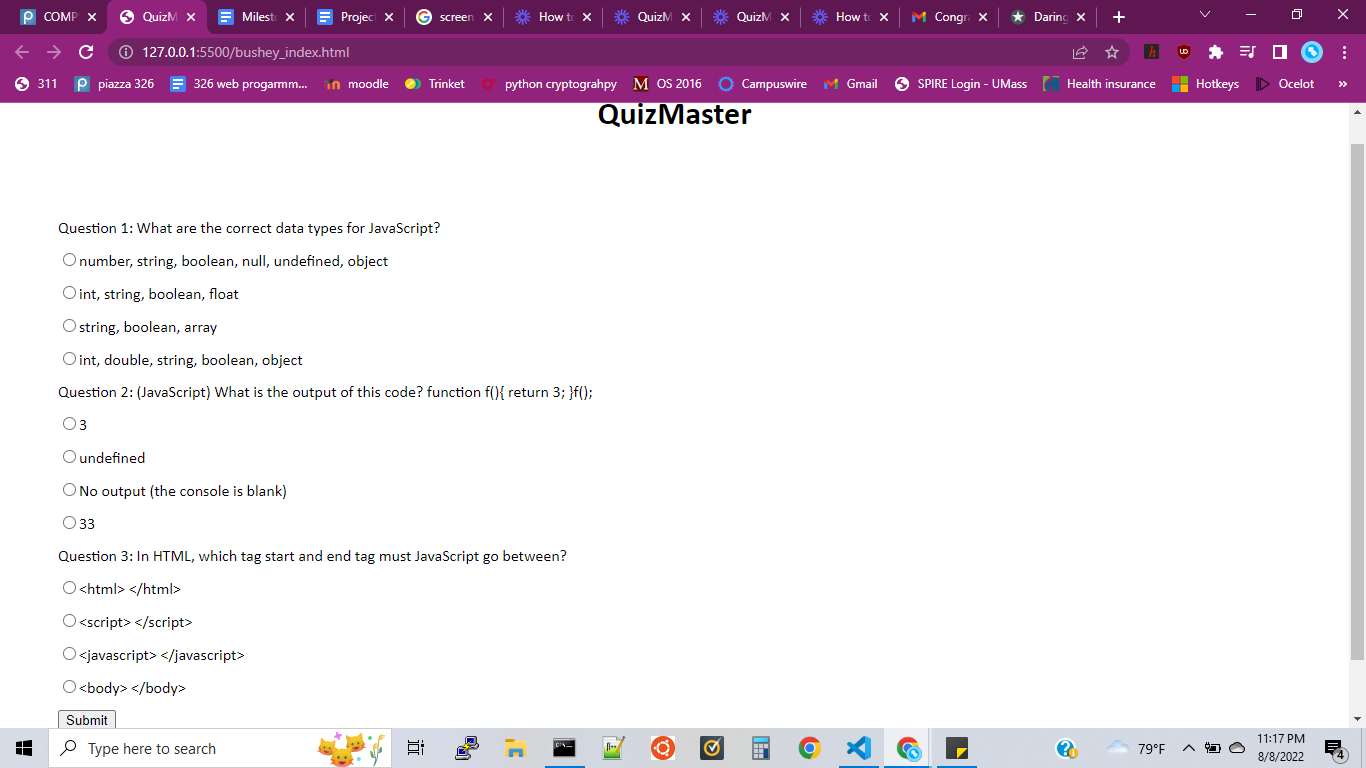 COMP
QuizM
Milest
Project
screen
How to
QuizM
QuizM
How to
Congra
Daring
127.0.0.1:5500/bushey_index.html
311
piazza 326
326 web progarmm...
moodle
Trinket
python cryptograhpy
OS 2016
Campuswire
Gmail
SPIRE Login - UMass
Health insurance
Hotkeys
Ocelot
»
QuizMaster
Question 1: What are the correct data types for JavaScript?
number, string, boolean, null, undefined, object
int, string, boolean, float
string, boolean, array
int, double, string, boolean, object
Question 2: (JavaScript) What is the output of this code? function f(){ return 3; }f();
3
undefined
No output (the console is blank)
33
Question 3: In HTML, which tag start and end tag must JavaScript go between?
<html> </html>
<script> </script>
<javascript> </javascript>
<body> </body>
Submit
Type here to search
79°F
11:17 PM
8/8/2022
4